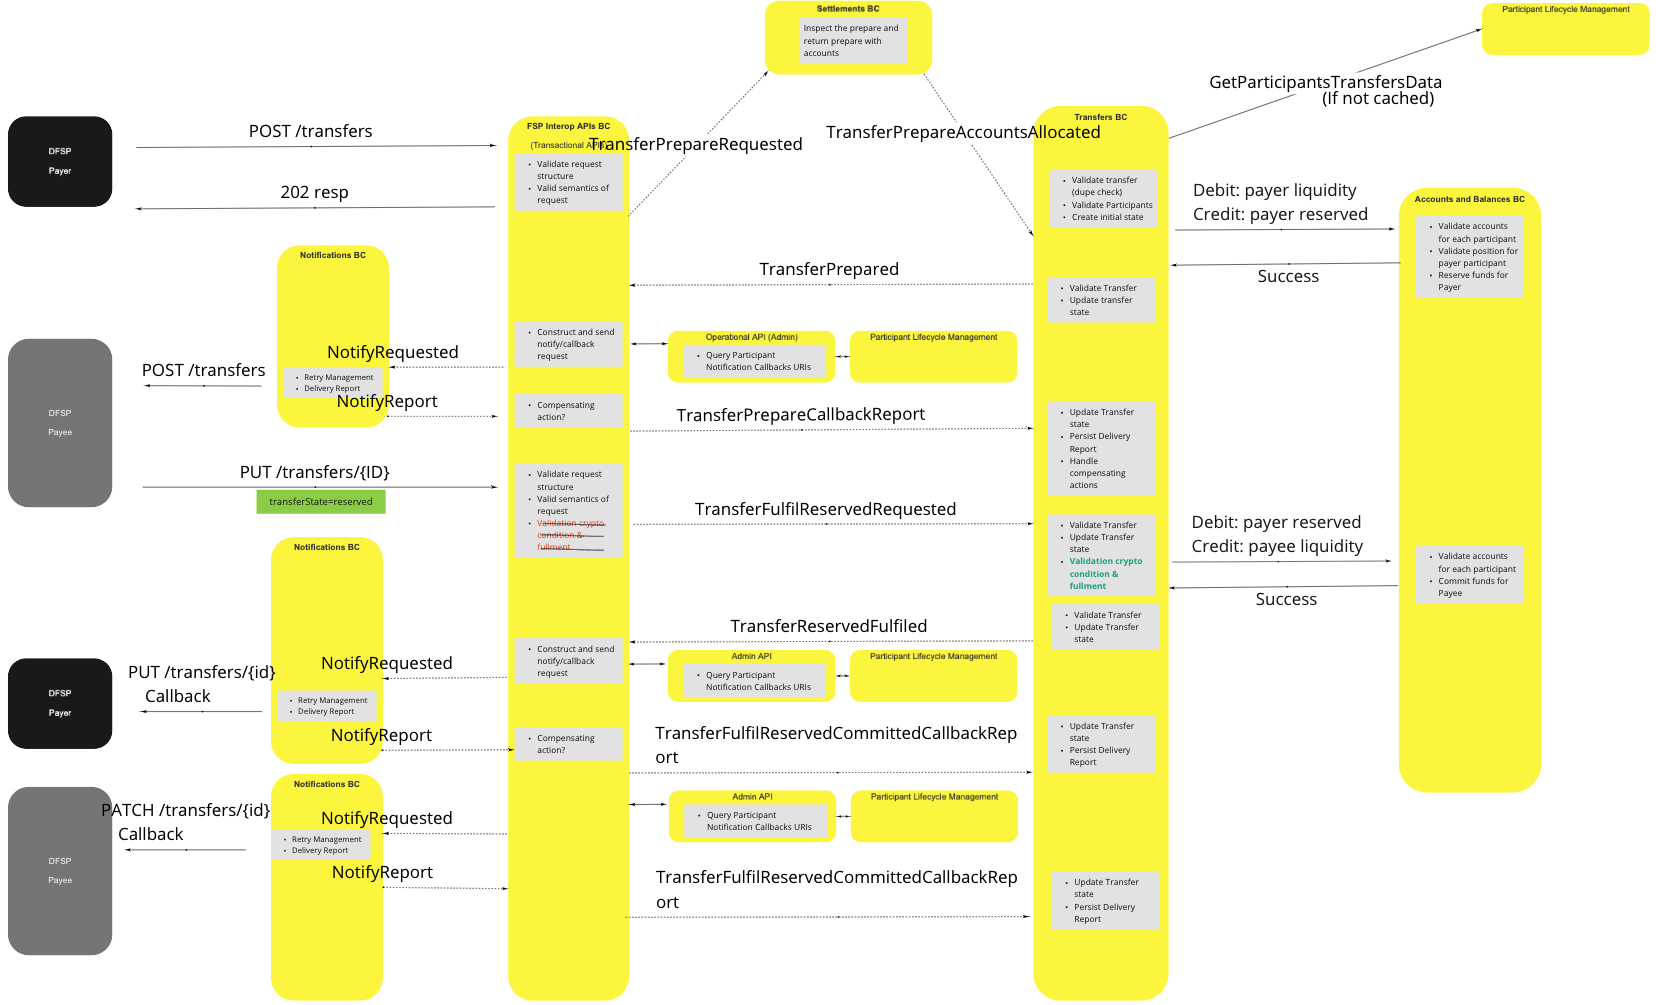 Settlements BC
Inspect the prepare and
return prepare with
accounts
Participant Lifecycle Management
GetParticipantsTransfersData
(If not cached)
DFSP
Payer
POST /transfers
202 resp
FSP Interop APIs BC
(Transactional APIs)
• Validate request
structure
• Valid semantics of
request
TransferPrepareRequested
TransferPrepareAccountsAllocated
Transfers BC
• Validate transfer
(dupe check)
• Validate Participants
• Create initial state
Debit: payer liquidity
Credit: payer reserved
Accounts and Balances BC
• Validate accounts
for each participant
• Validate position for
payer participant
• Reserve funds for
Payer
Success
TransferPrepared
• Validate Transfer
• Update transfer
state
Notifications BC
• Construct and send
notify/callback
request
Operational API (Admin)
• Query Participant
Notification Callbacks URIs
Participant Lifecycle Management
NotifyRequested
POST /transfers
• Retry Management
• Delivery Report
NotifyReport
• Compensating
action?
TransferPrepareCallbackReport
• Update Transfer
state
• Persist Delivery
Report
• Handle
compensating
actions
DFSP
Payee
PUT /transfers/{ID}
transferState=reserved
• Validate request
structure
• Valid semantics of
request
• Validation crypto
condition &
fullment
TransferFulfilReservedRequested
• Validate Transfer
• Update Transfer
state
• Validation crypto
condition &
fullment
Debit: payer reserved
Credit: payee liquidity
• Validate accounts
for each participant
• Commit funds for
Payee
Success
• Validate Transfer
• Update Transfer
state
TransferReservedFulfiled
Notifications BC
• Construct and send
notify/callback
request
Admin API
• Query Participant
Notification Callbacks URIs
Participant Lifecycle Management
NotifyRequested
DFSP
Payer
PUT /transfers/{id}
Callback
• Retry Management
• Delivery Report
NotifyReport
• Compensating
action?
TransferFulfilReservedCommittedCallbackRep
ort
• Update Transfer
state
• Persist Delivery
Report
Notifications BC
Admin API
• Query Participant
Notification Callbacks URIs
Participant Lifecycle Management
NotifyRequested
PATCH /transfers/{id}
Callback
• Retry Management
• Delivery Report
DFSP
Payee
NotifyReport
TransferFulfilReservedCommittedCallbackRep
ort
• Update Transfer
state
• Persist Delivery
Report